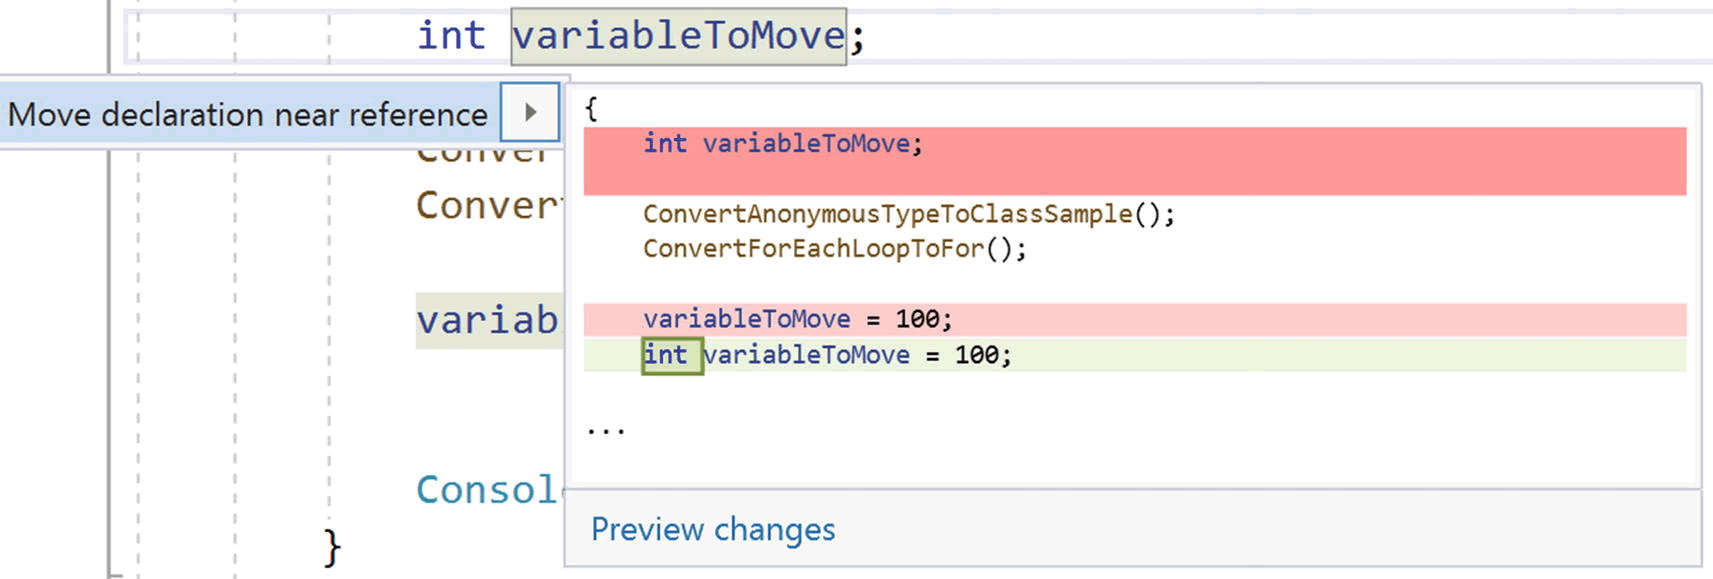 int variableToMove;
Move declaration near reference
{
int variableToMove;
ConvertAnonymousTypeToClassSample();
ConvertForEachLoopToFor();
variableToMove = 100;
int variableToMove = 100;
...
Preview changes
Conver
Convert
variab
Consol
}